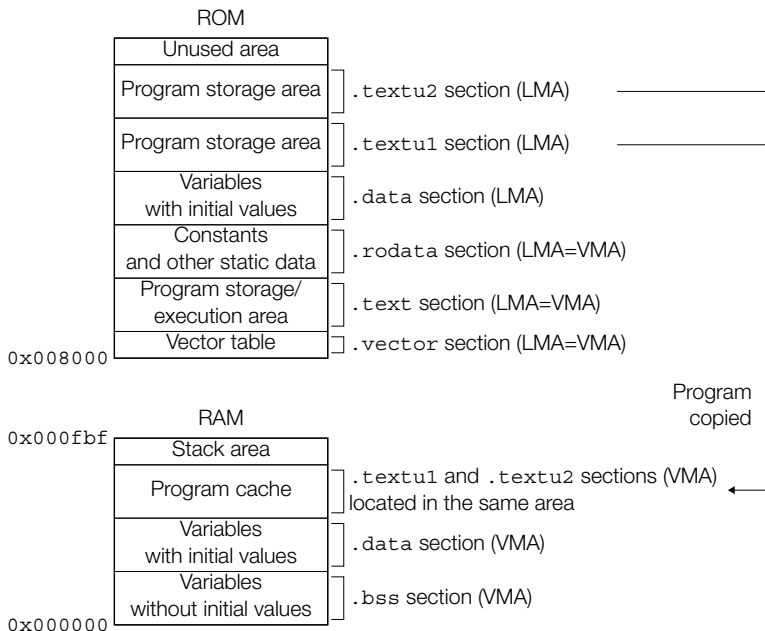 ROM
Unused area
Program storage area
.textu2 section (LMA)
Program storage area
.textu1 section (LMA)
Variables
with initial values
.data section (LMA)
Constants
and other static data
.rodata section (LMA=VMA)
Program storage/
execution area
.text section (LMA=VMA)
Vector table
.vector section (LMA=VMA)
0x008000
Program
copied
RAM
0x000fbf
Stack area
Program cache
.textu1 and .textu2 sections (VMA)
located in the same area
Variables
with initial values
.data section (VMA)
Variables
without initial values
.bss section (VMA)
0x000000